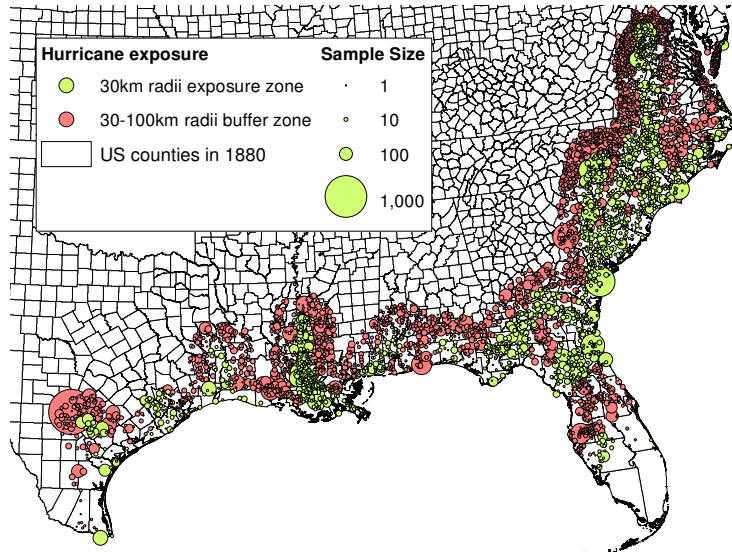 Hurricane exposure
30km radii exposure zone
30-100km radii buffer zone
US counties in 1880
Sample Size
1
10
100
1,000